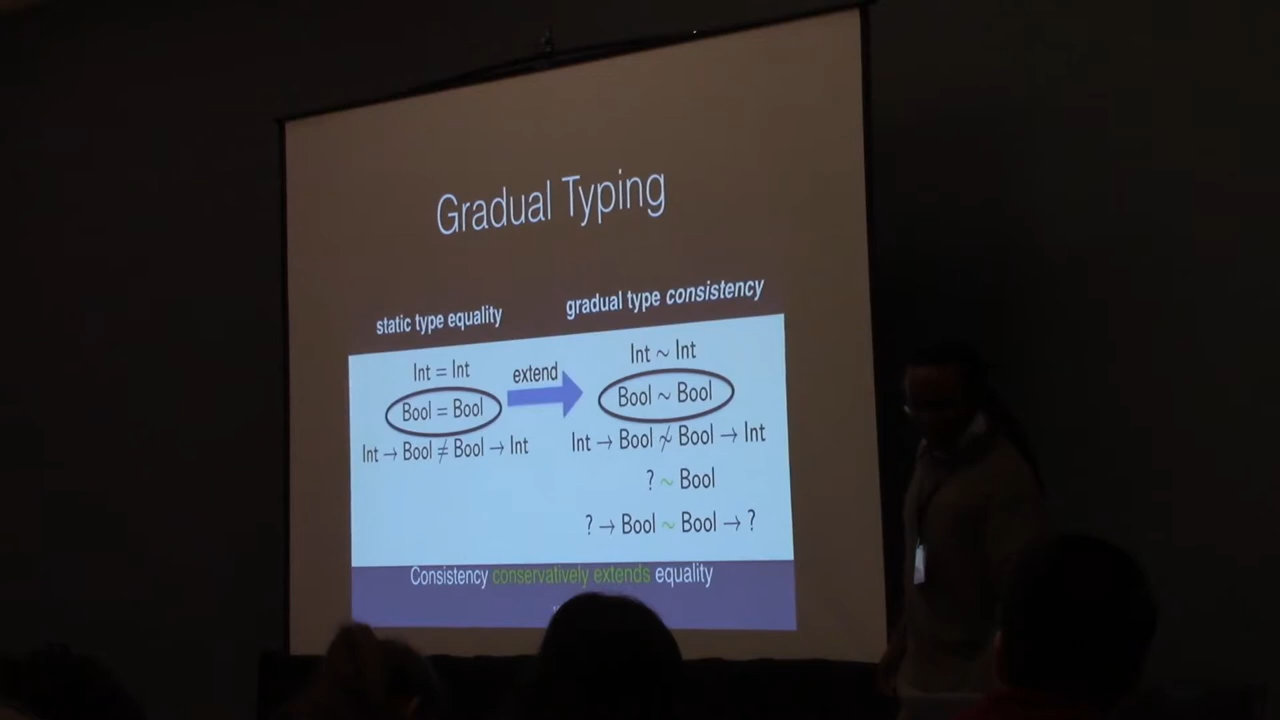 Gradual Typing
static type equality
gradual type consistency
Int = Int
Bool = Bool
Int → Bool ≠ Bool → Int
extend
Int ~ Int
Bool ~ Bool
Int → Bool ≁ Bool → Int
? ~ Bool
? → Bool ~ Bool → ?
Consistency conservatively extends equality